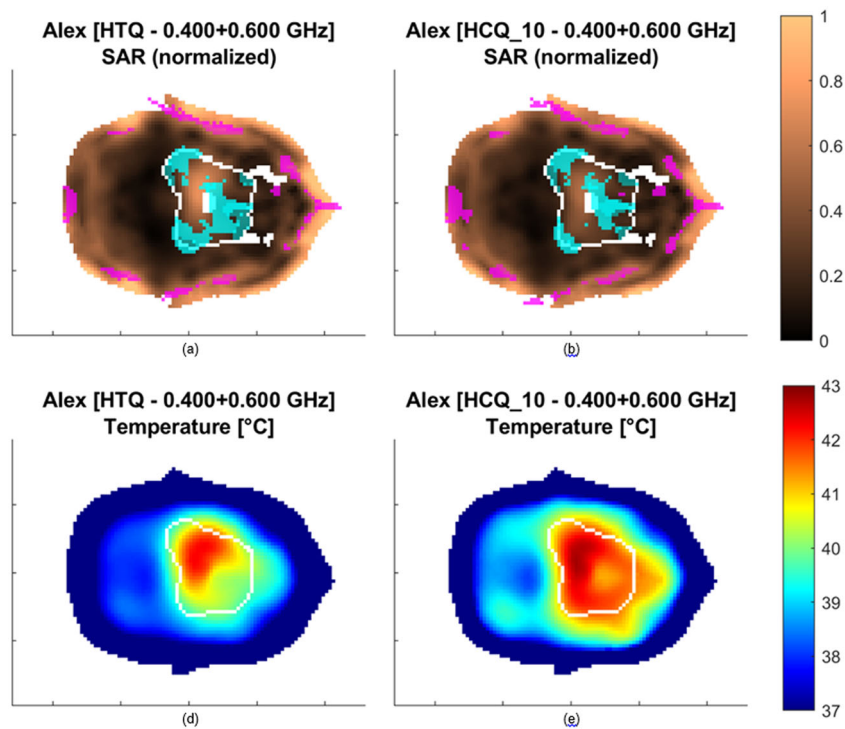 Alex [HTQ - 0.400+0.600 GHz]
SAR (normalized)
Alex [HCQ_10 - 0.400+0.600 GHz]
SAR (normalized)
1
0.8
0.6
0.4
0.2
0
(a)
(b)
Alex [HTQ - 0.400+0.600 GHz]
Temperature [°C]
Alex [HCQ_10 - 0.400+0.600 GHz]
Temperature [°C]
43
42
41
40
39
38
37
(d)
(e)